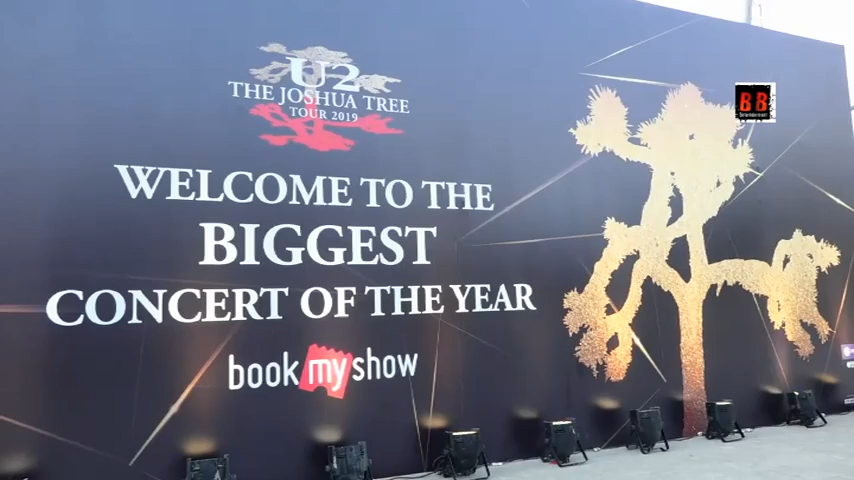 U2
THE JOSHUA TREE
TOUR 2019
WELCOME TO THE
BIGGEST
CONCERT OF THE YEAR
book my show
BB